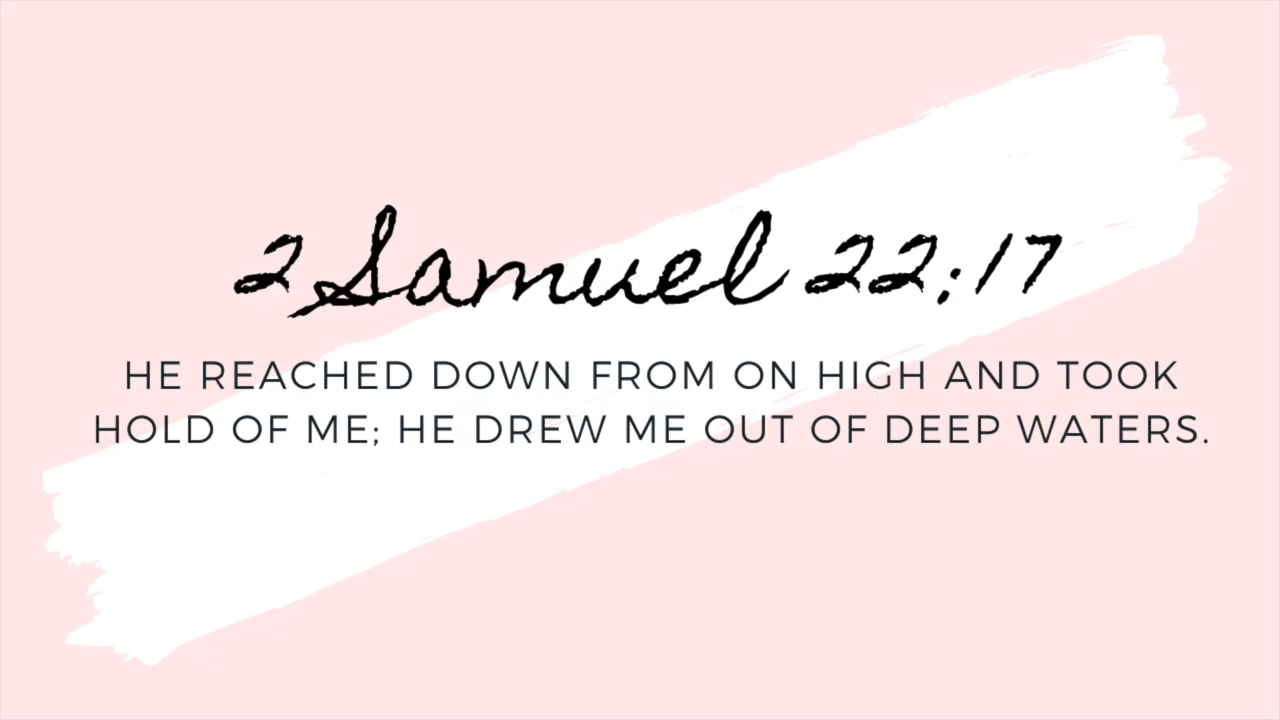 2 Samuel 22:17
HE REACHED DOWN FROM ON HIGH AND TOOK
HOLD OF ME; HE DREW ME OUT OF DEEP WATERS.